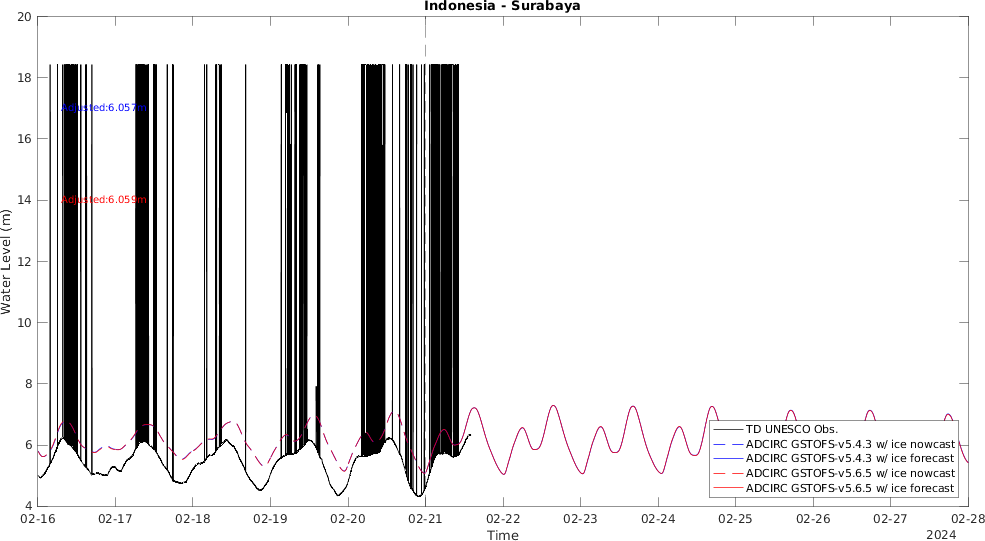 Indonesia - Surabaya
20
18
16
14
12
10
8
6
4
Water Level (m)
Adjusted:6.057m
Adjusted:6.059m
TD UNESCO Obs.
ADCIRC GSTOFS-v5.4.3 w/ ice nowcast
ADCIRC GSTOFS-v5.4.3 w/ ice forecast
ADCIRC GSTOFS-v5.6.5 w/ ice nowcast
ADCIRC GSTOFS-v5.6.5 w/ ice forecast
02-16 02-17 02-18 02-19 02-20 02-21 02-22 02-23 02-24 02-25 02-26 02-27 02-28
Time
2024